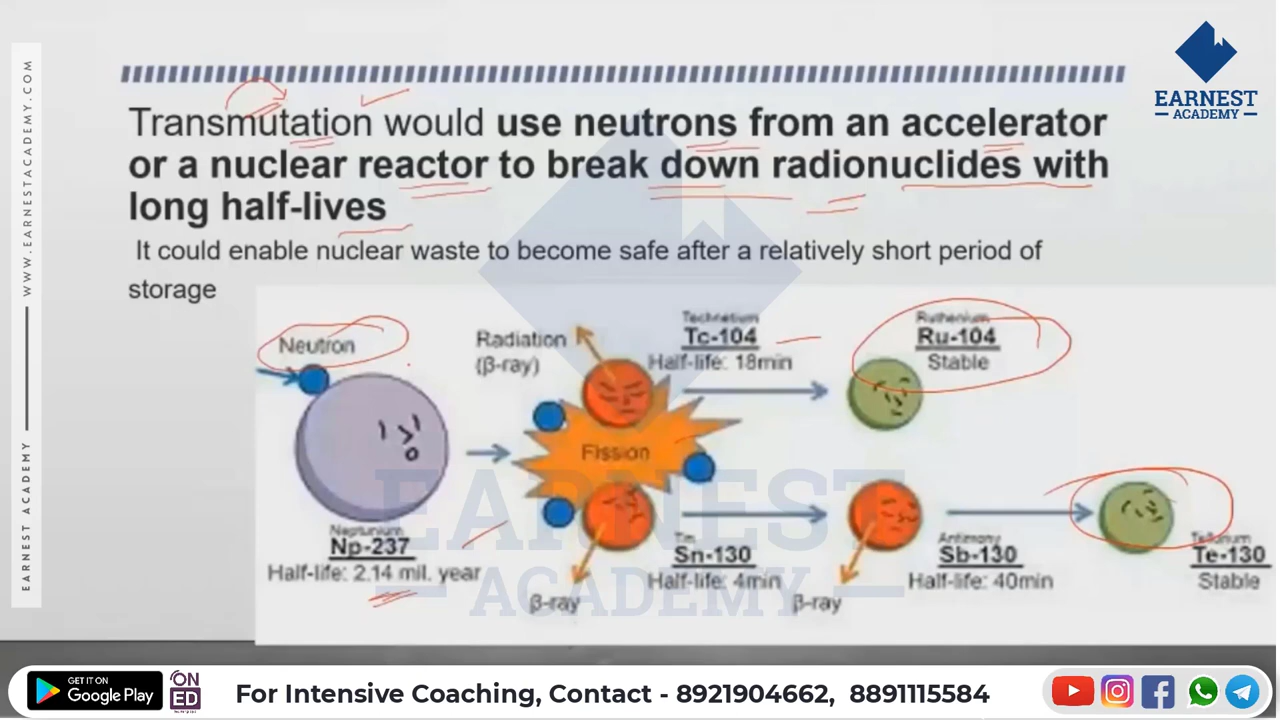 WWW.EARNESTACADEMY.COM
EARNEST ACADEMY
EARNEST
ACADEMY
Transmutation would use neutrons from an accelerator
or a nuclear reactor to break down radionuclides with
long half-lives
It could enable nuclear waste to become safe after a relatively short period of
storage
Neutron
Radiation
(β-ray)
Technetium
Tc-104
Half-life: 18min
Ruthenium
Ru-104
Stable
Fission
Neptunium
Np-237
Half-life: 2.14 mil. year
β-ray
Tin
Sn-130
Half-life: 4min
β-ray
Antimony
Sb-130
Half-life: 40min
Te-130
Stable
EARNEST
ACADEMY
GET IT ON
Google Play
ON
ED
For Intensive Coaching, Contact - 8921904662, 8891115584